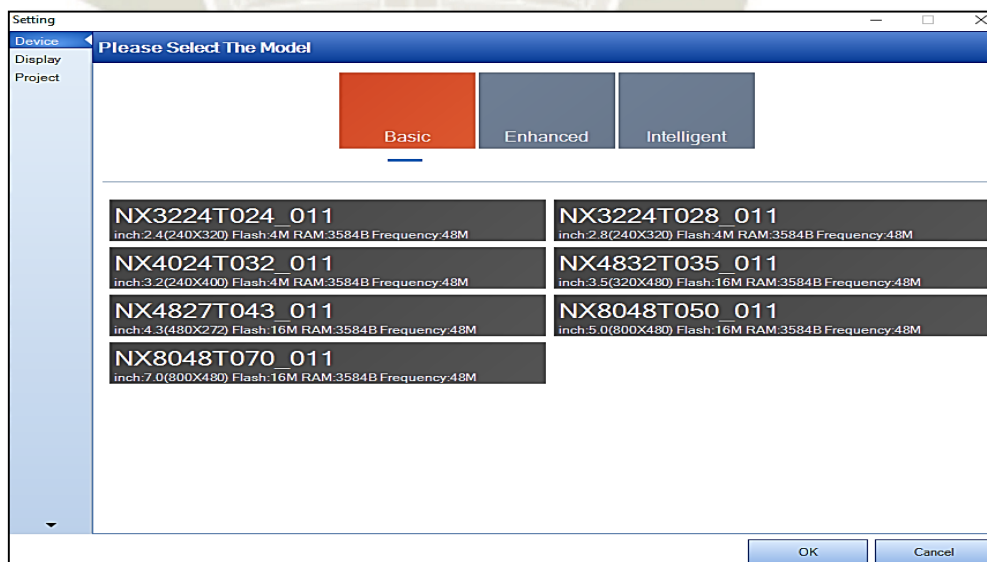 Setting
Device
Display
Project
Please Select The Model
Basic
Enhanced
Intelligent
NX3224T024_011
inch:2.4(240X320) Flash:4M RAM:3584B Frequency:48M
NX3224T028_011
inch:2.8(240X320) Flash:4M RAM:3584B Frequency:48M
NX4024T032_011
inch:3.2(240X400) Flash:4M RAM:3584B Frequency:48M
NX4832T035_011
inch:3.5(320X480) Flash:16M RAM:3584B Frequency:48M
NX4827T043_011
inch:4.3(480X272) Flash:16M RAM:3584B Frequency:48M
NX8048T050_011
inch:5.0(800X480) Flash:16M RAM:3584B Frequency:48M
NX8048T070_011
inch:7.0(800X480) Flash:16M RAM:3584B Frequency:48M
OK
Cancel